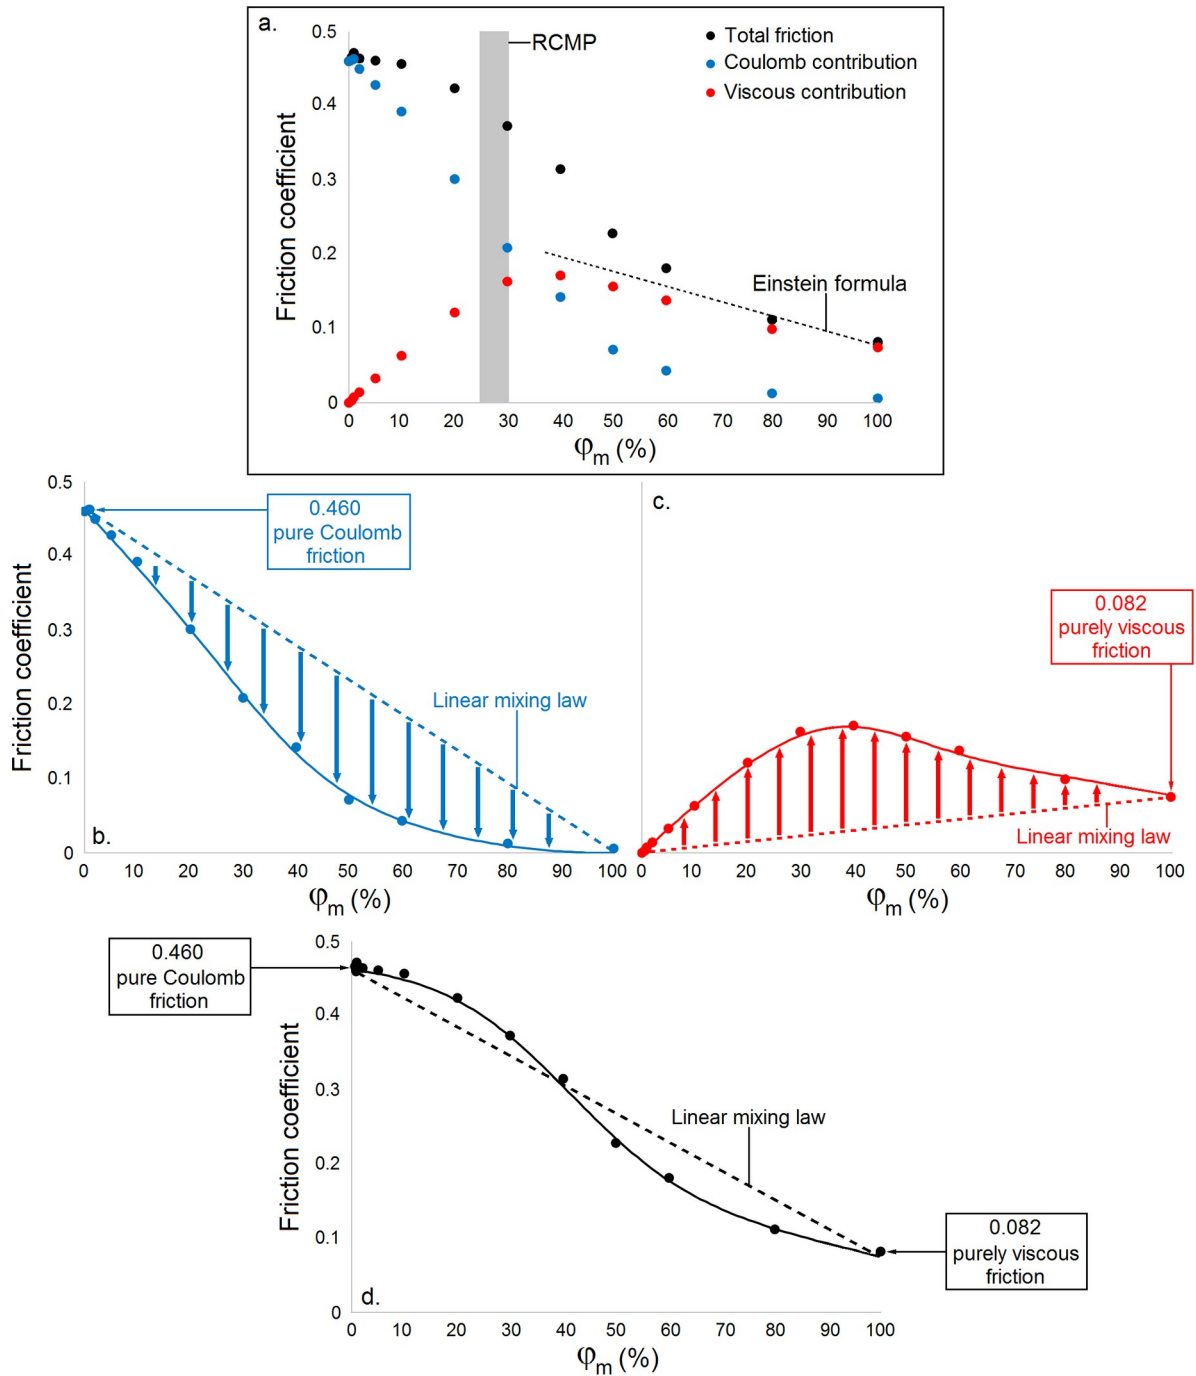 a.
0.5
0.4
0.3
0.2
0.1
0
Friction coefficient
RCMP
Total friction
Coulomb contribution
Viscous contribution
Einstein formula
0 10 20 30 40 50 60 70 80 90 100
φm (%)
0.5
0.4
0.3
0.2
0.1
0
Friction coefficient
0.460
pure Coulomb
friction
Linear mixing law
b.
0 10 20 30 40 50 60 70 80 90 100
φm (%)
c.
0.082
purely viscous
friction
Linear mixing law
0 10 20 30 40 50 60 70 80 90 100
φm (%)
0.460
pure Coulomb
friction
0.5
0.4
0.3
0.2
0.1
0
Friction coefficient
Linear mixing law
0.082
purely viscous
friction
d.
0 10 20 30 40 50 60 70 80 90 100
φm (%)